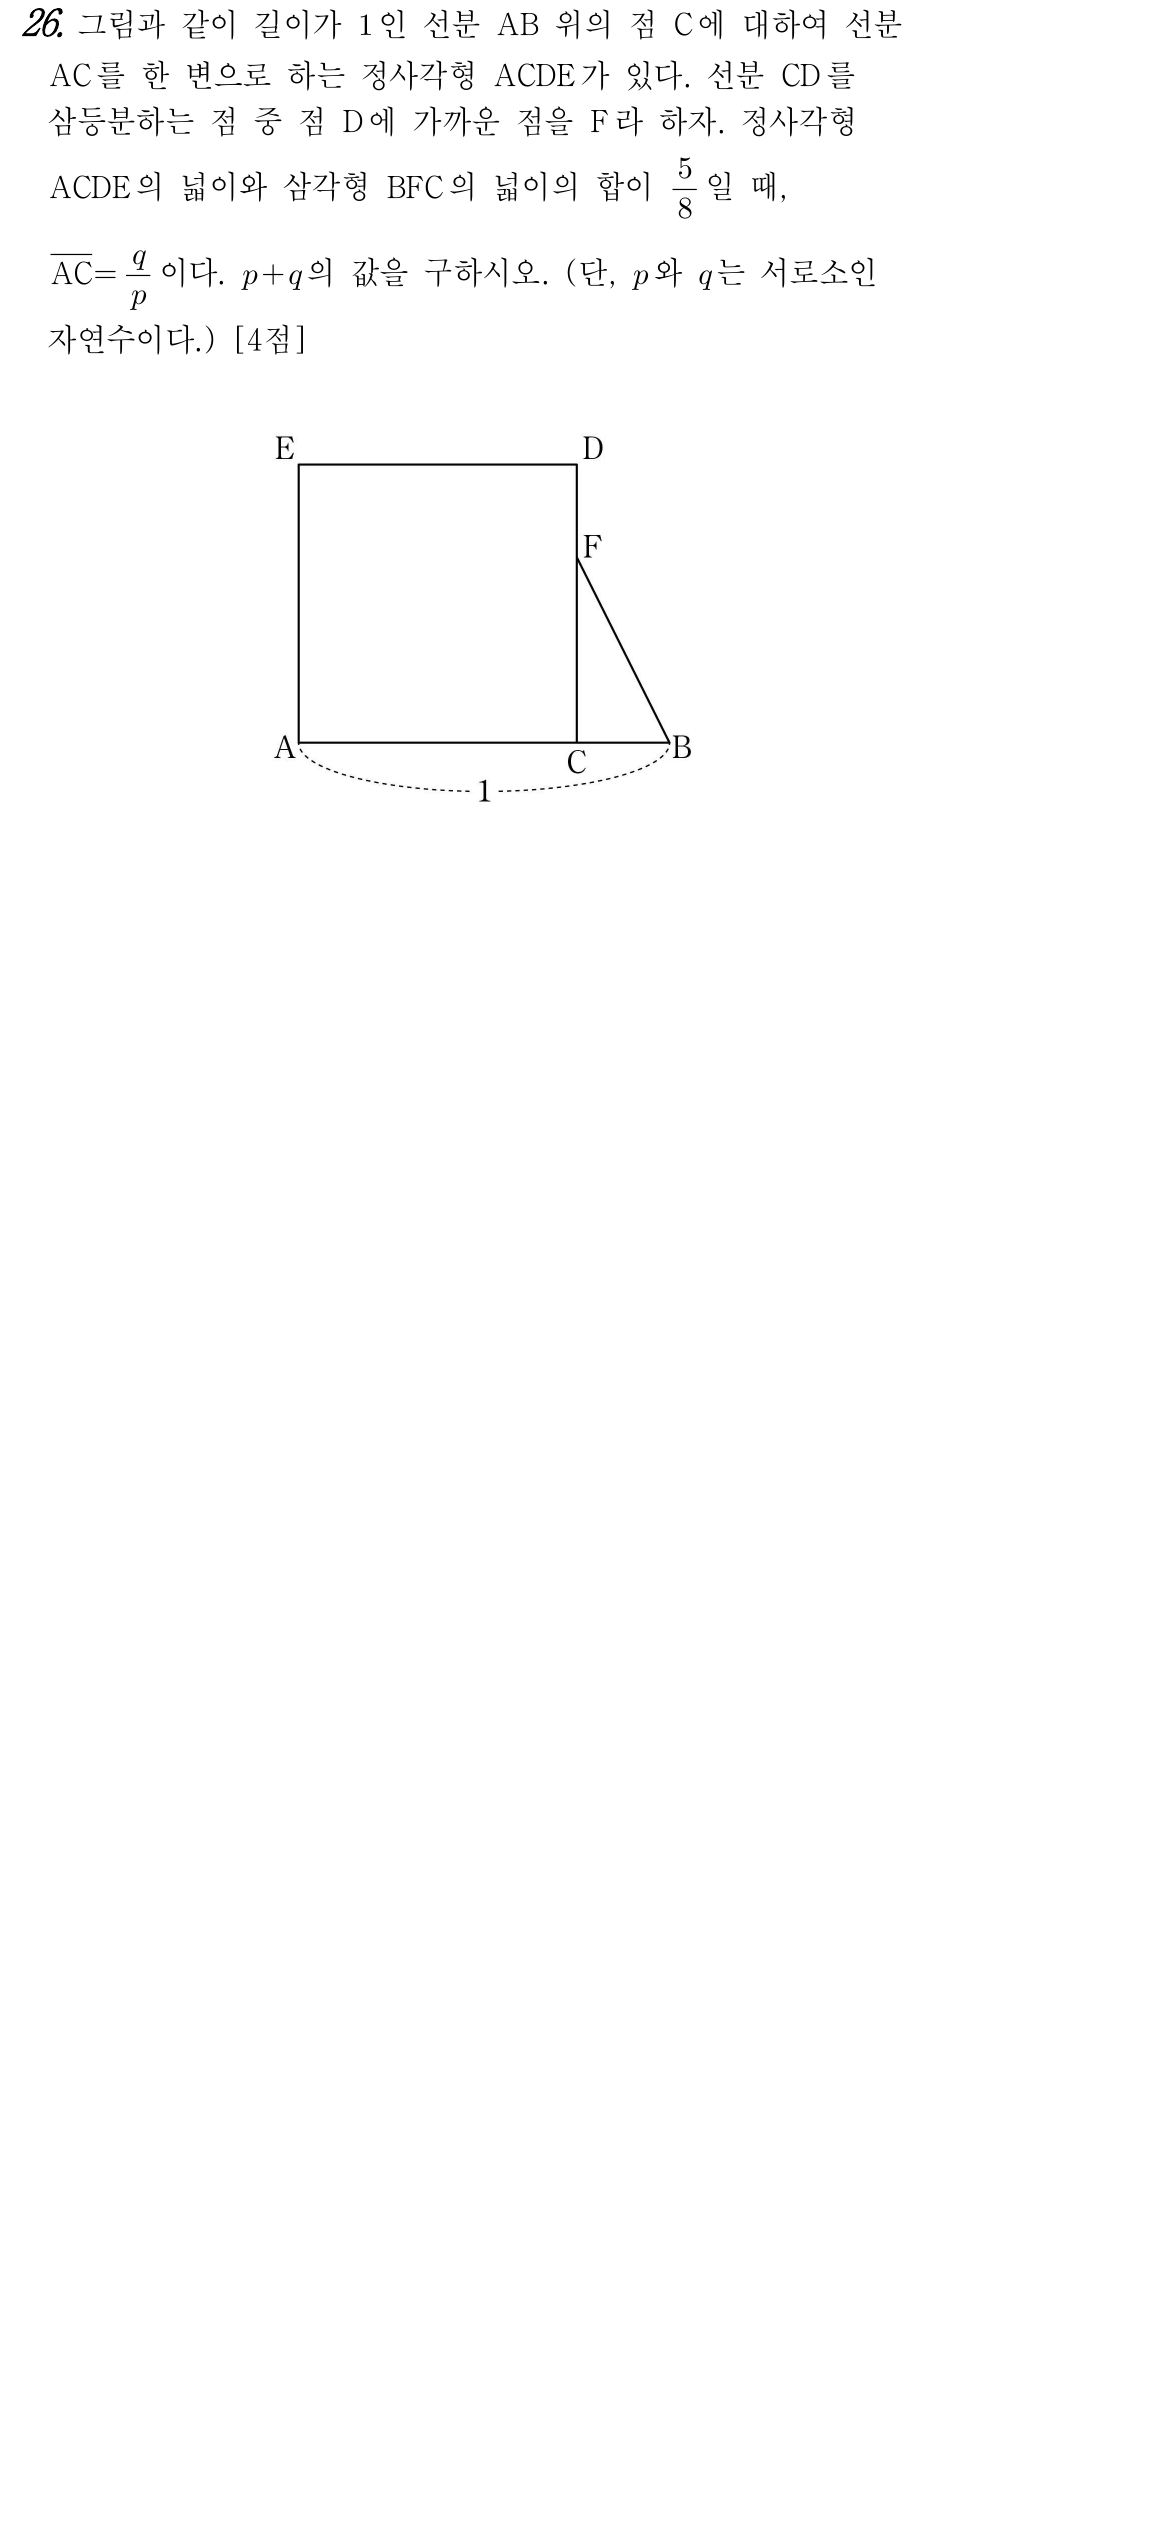 26. 그림과 같이 길이가 1인 선분 AB 위의 점 C에 대하여 선분
AC를 한 변으로 하는 정사각형 ACDE가 있다. 선분 CD를
삼등분하는 점 중 점 D에 가까운 점을 F라 하자. 정사각형
ACDE의 넓이와 삼각형 BFC의 넓이의 합이 5/8일 때,
A̅C̅=q/p이다. p+q의 값을 구하시오. (단, p와 q는 서로소인
자연수이다.) [4점]
E D
F
A C B
1